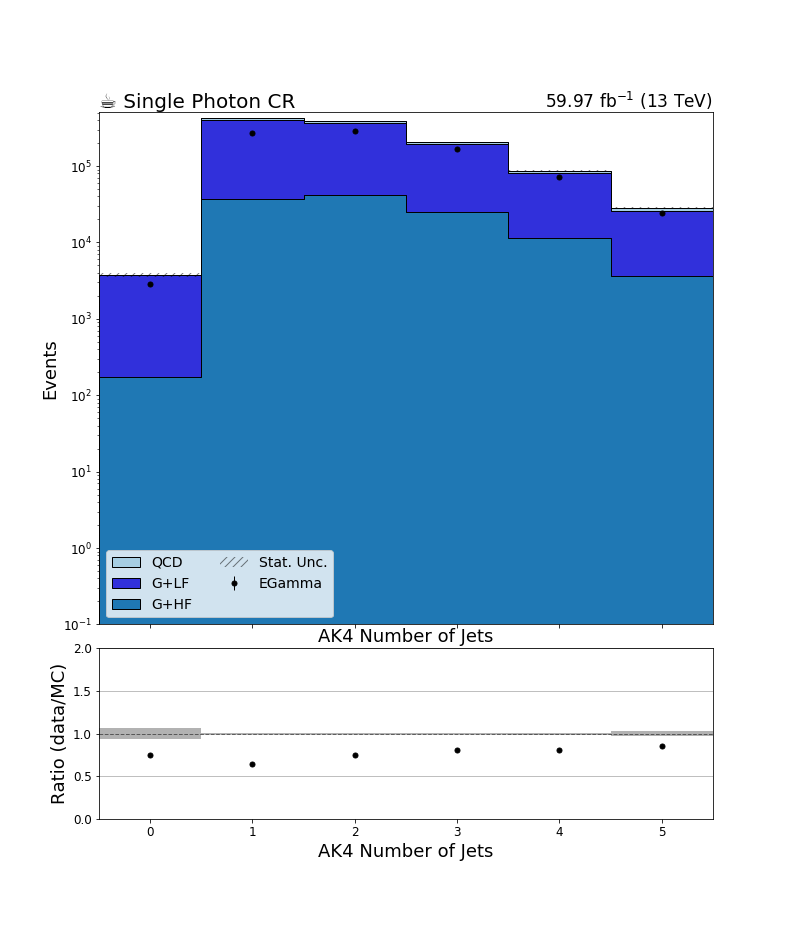 ☕ Single Photon CR
59.97 fb⁻¹ (13 TeV)
Events
10⁵
10⁴
10³
10²
10¹
10⁰
10⁻¹
QCD
G+LF
G+HF
Stat. Unc.
EGamma
AK4 Number of Jets
Ratio (data/MC)
2.0
1.5
1.0
0.5
0.0
0 1 2 3 4 5
AK4 Number of Jets